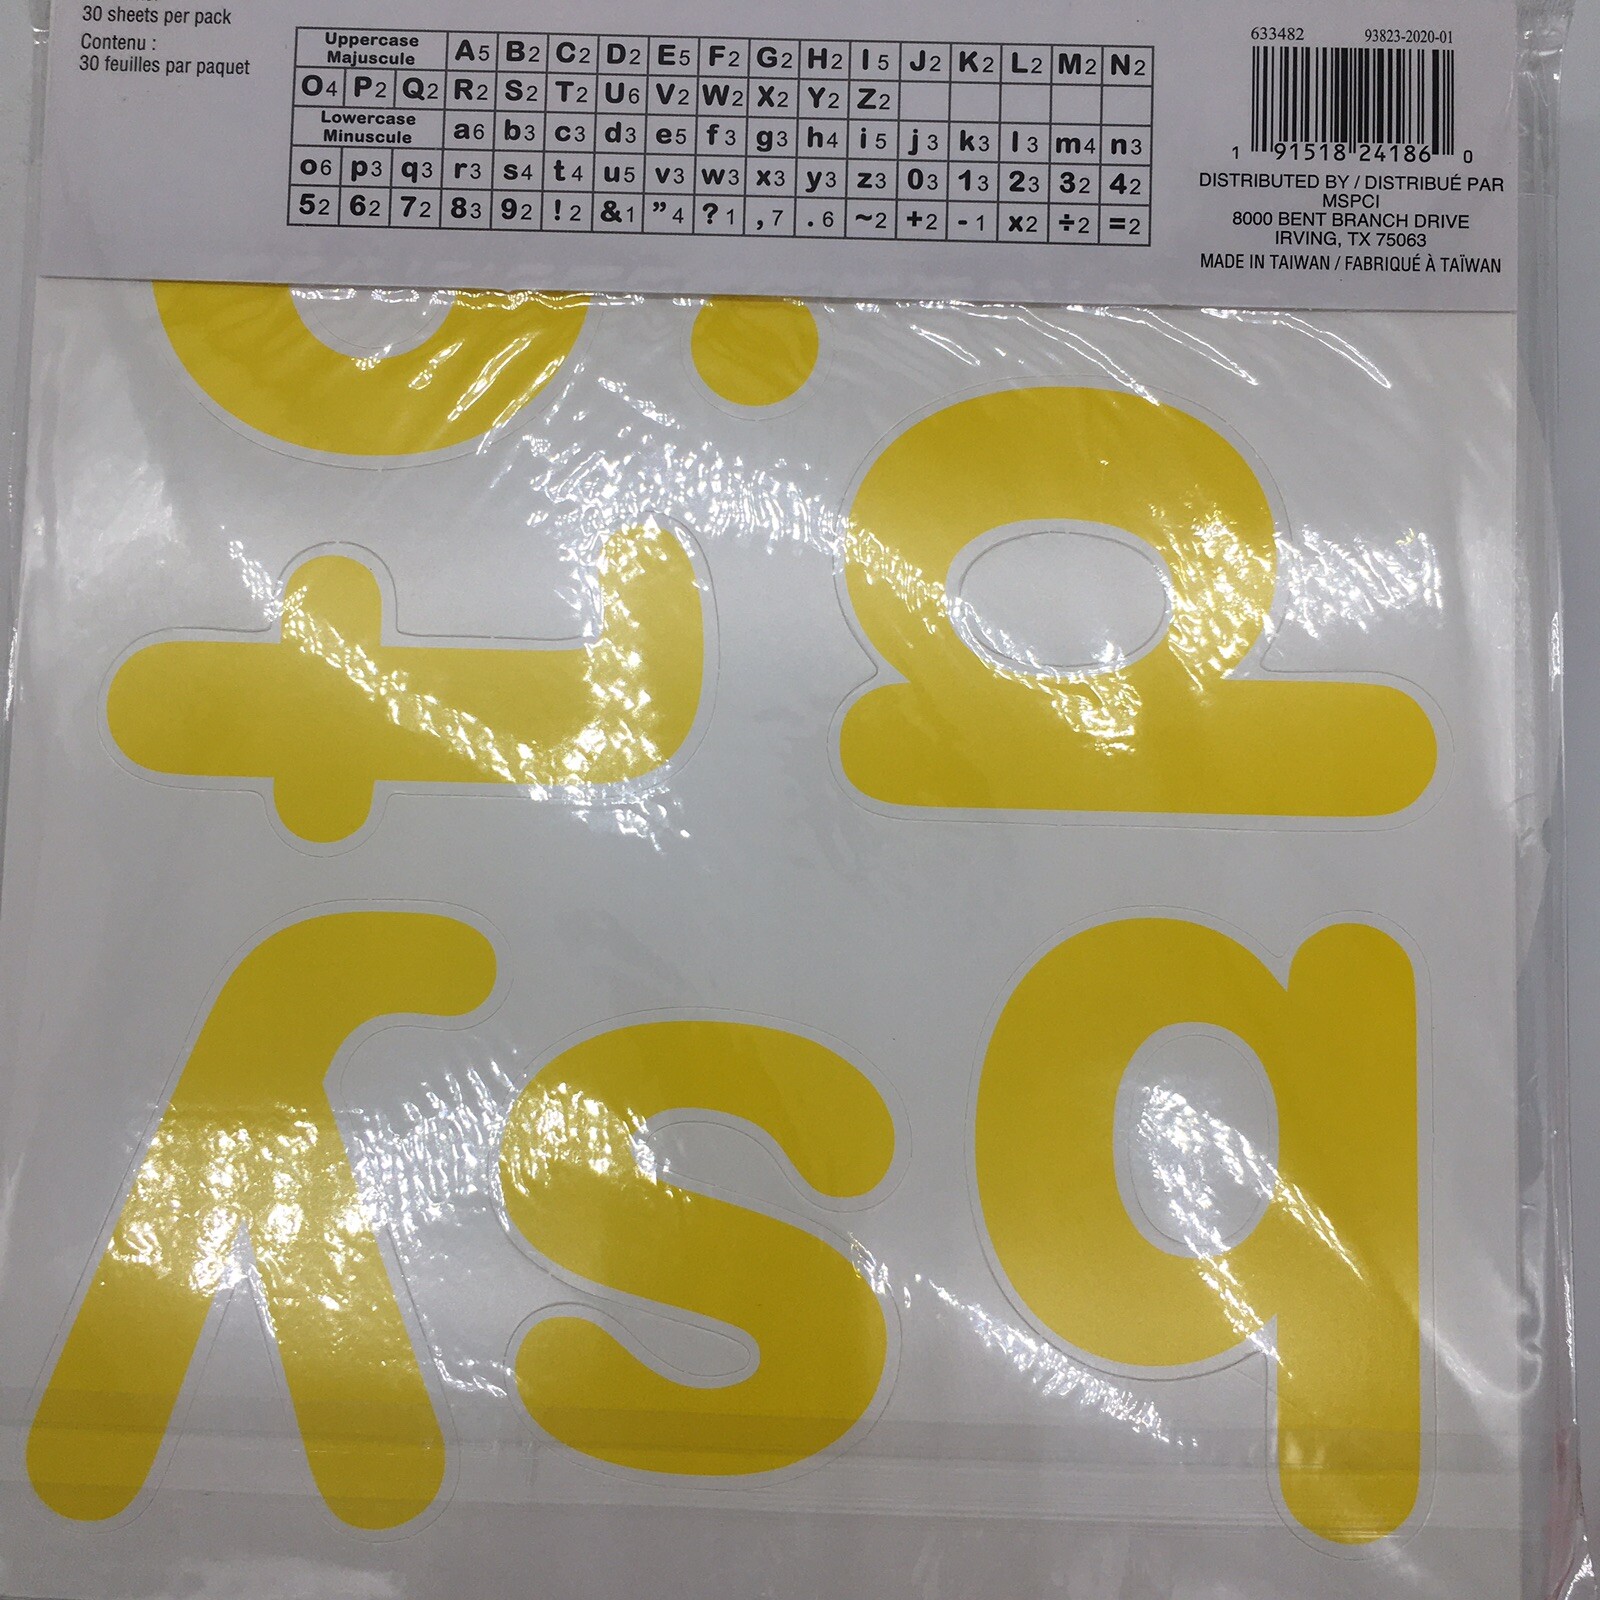 30 sheets per pack
Contenu :
30 feuilles par paquet
Uppercase
Majuscule
A5 B2 C2 D2 E5 F2 G2 H2 I5 J2 K2 L2 M2 N2
O4 P2 Q2 R2 S2 T2 U6 V2 W2 X2 Y2 Z2
Lowercase
Minuscule
a6 b3 c3 d3 e5 f3 g3 h4 i5 j3 k3 l3 m4 n3
o6 p3 q3 r3 s4 t4 u5 v3 w3 x3 y3 z3 03 13 23 32 42
52 62 72 83 92 !2 &1 ”4 ?1 ,7 .6 ~2 +2 -1 x2 ÷2 =2
633482 93823-2020-01
1 91518 24186 0
DISTRIBUTED BY / DISTRIBUÉ PAR
MSPCI
8000 BENT BRANCH DRIVE
IRVING, TX 75063
MADE IN TAIWAN / FABRIQUÉ À TAÏWAN
t
q
y
s
b